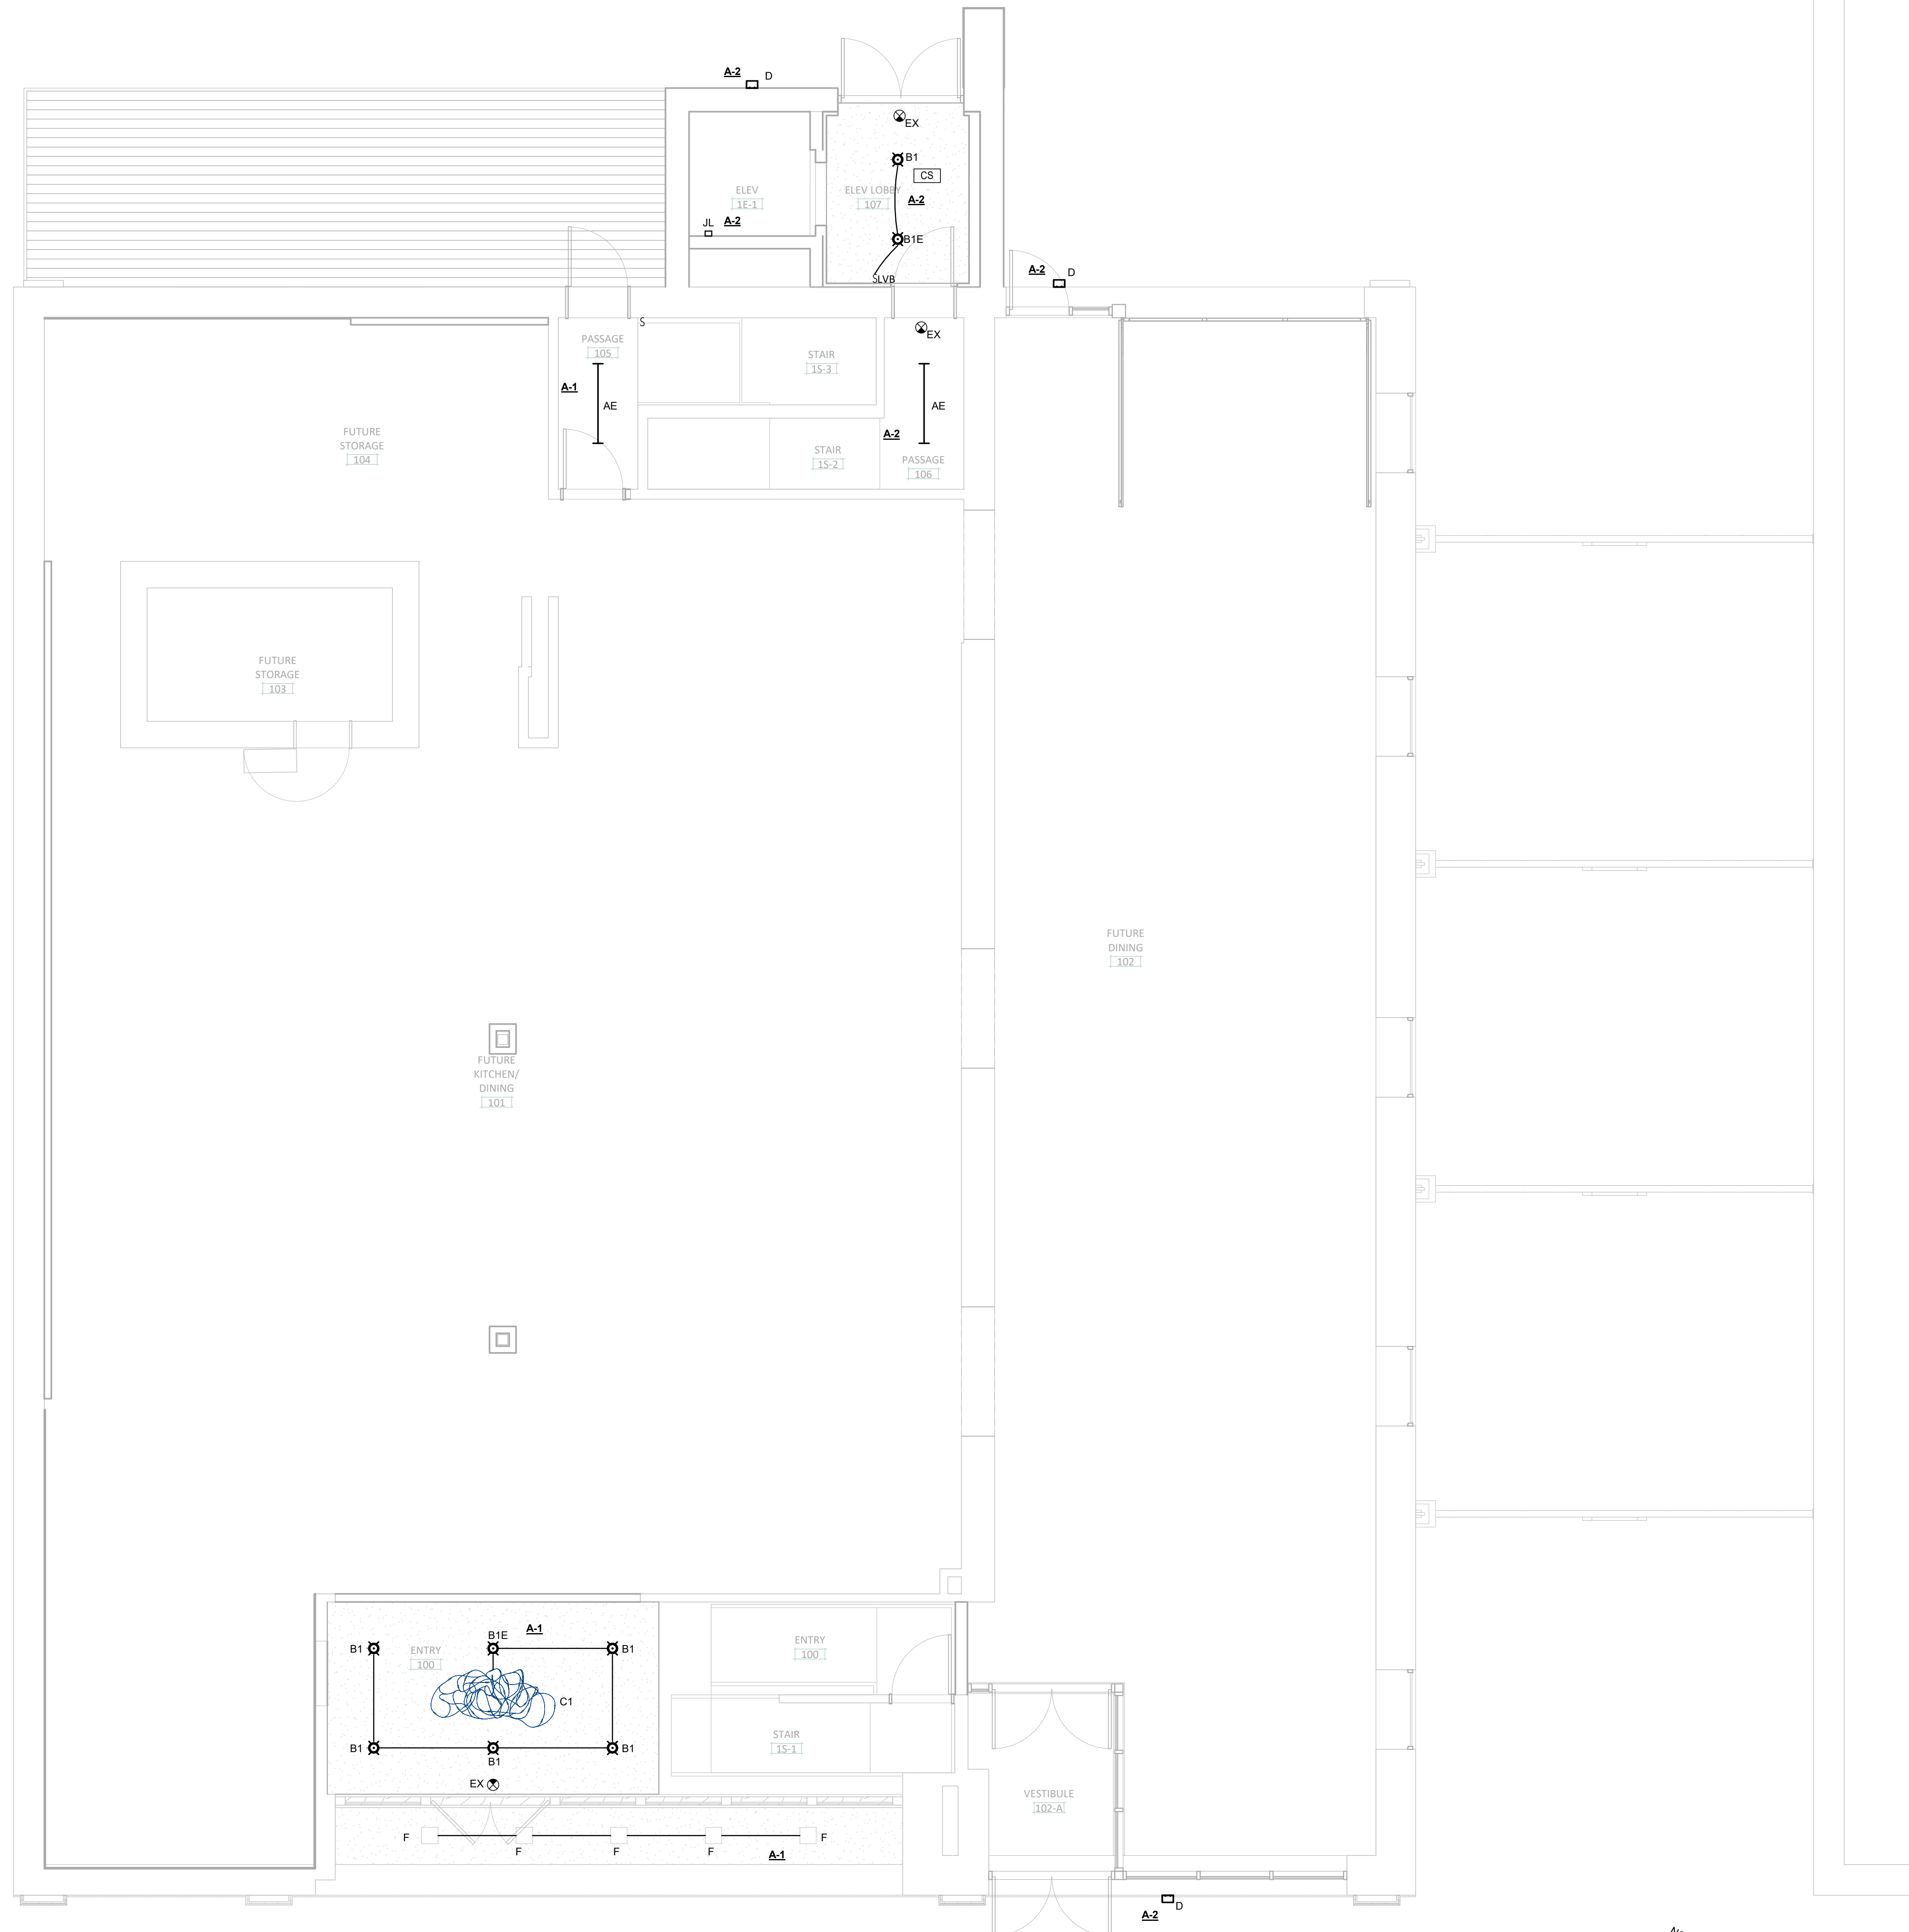 A-2 D
EX
B1
CS
ELEV
1E-1
ELEV LOBBY
107
A-2
JL A-2
B1E
SLVB
A-2 D
S
EX
PASSAGE
105
STAIR
1S-3
A-1
AE
AE
FUTURE
STORAGE
104
A-2
STAIR
1S-2
PASSAGE
106
FUTURE
STORAGE
103
FUTURE
DINING
102
FUTURE
KITCHEN/
DINING
101
A-1
B1E
B1
ENTRY
100
B1
ENTRY
100
C1
STAIR
1S-1
B1
B1
B1
EX
VESTIBULE
102-A
F
F
F
F
F
A-1
D
A-2